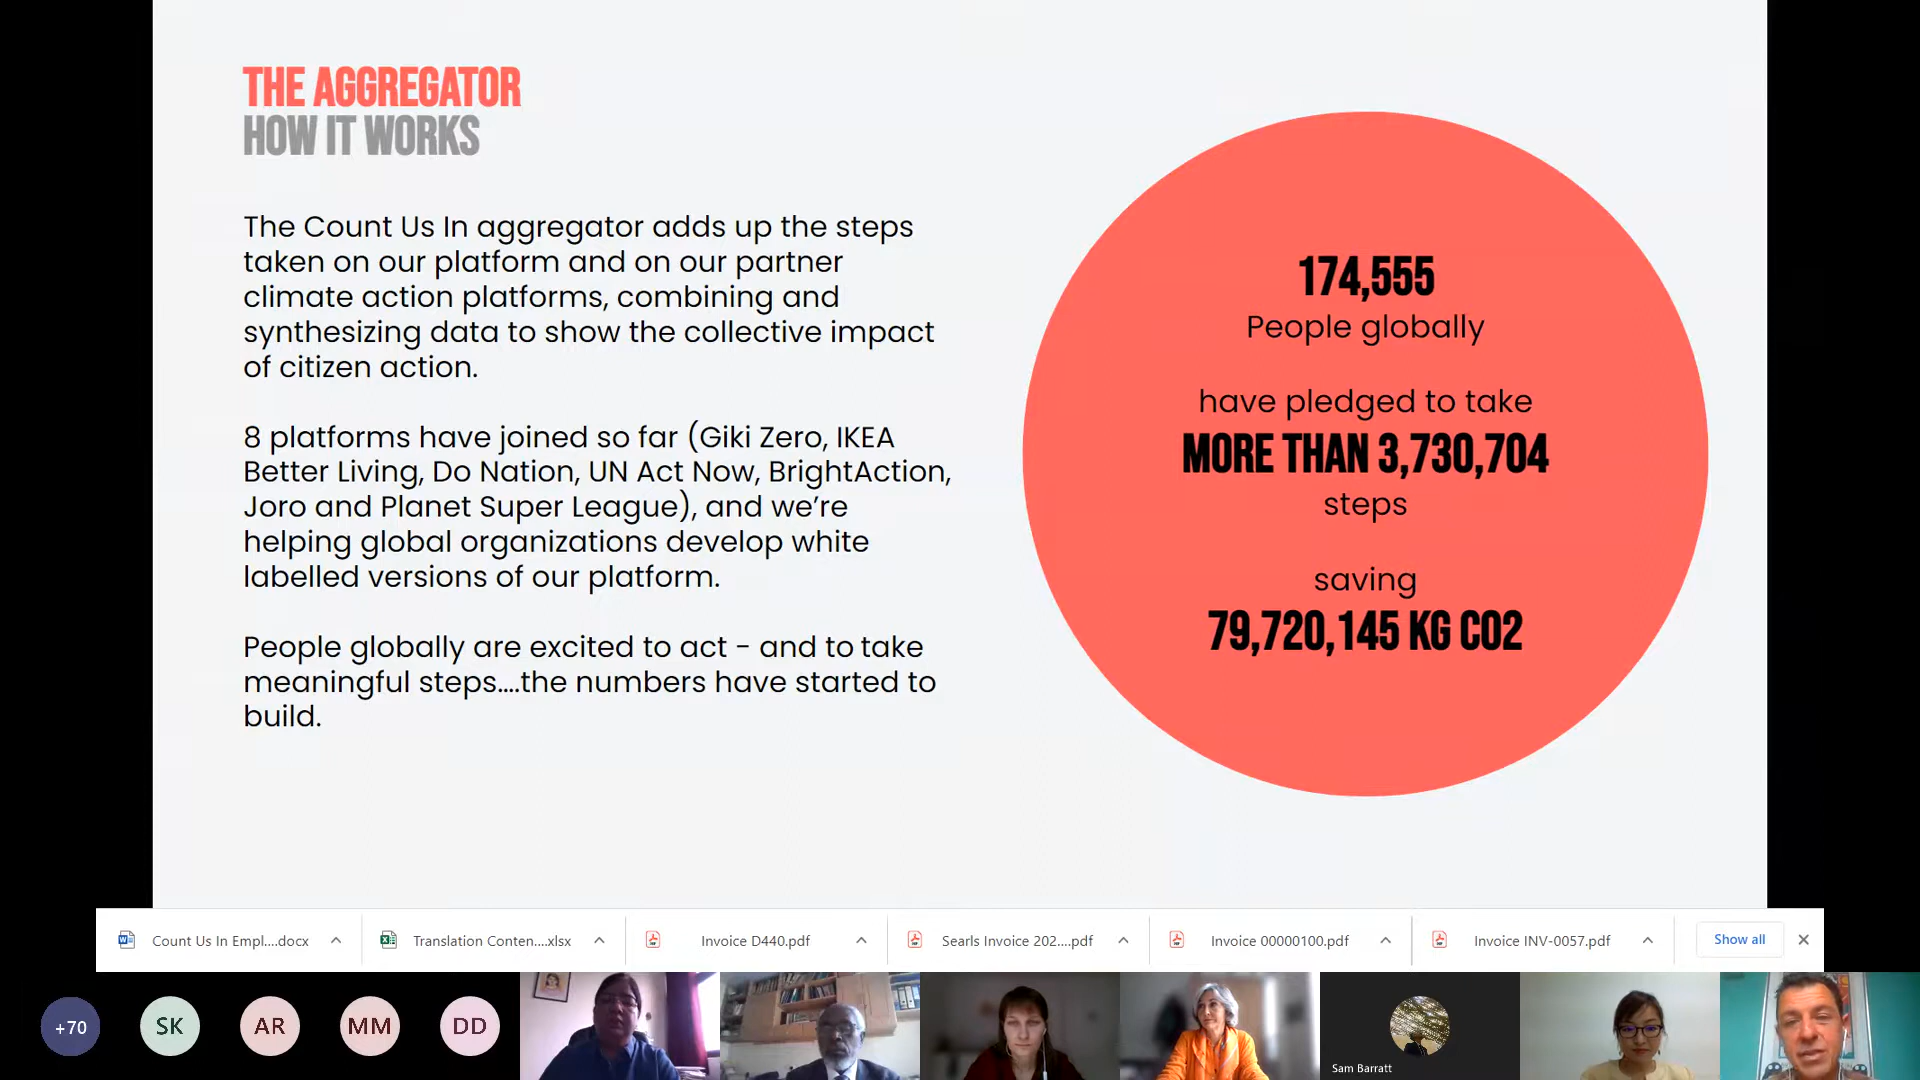 THE AGGREGATOR
HOW IT WORKS
The Count Us In aggregator adds up the steps
taken on our platform and on our partner
climate action platforms, combining and
synthesizing data to show the collective impact
of citizen action.
8 platforms have joined so far (Giki Zero, IKEA
Better Living, Do Nation, UN Act Now, BrightAction,
Joro and Planet Super League), and we’re
helping global organizations develop white
labelled versions of our platform.
People globally are excited to act - and to take
meaningful steps....the numbers have started to
build.
174,555
People globally
have pledged to take
MORE THAN 3,730,704
steps
saving
79,720,145 KG CO2
Count Us In Empl....docx
Translation Conten....xlsx
Invoice D440.pdf
Searls Invoice 202....pdf
Invoice 00000100.pdf
Invoice INV-0057.pdf
Show all
+70
SK
AR
MM
DD
Sam Barratt